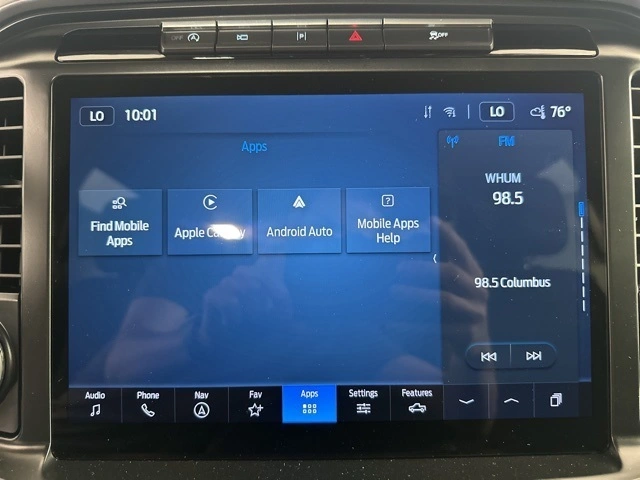 OFF
P
OFF
LO 10:01 LO 76°
Apps
FM
WHUM
98.5
Find Mobile
Apps
Apple
Android Auto
Mobile Apps
Help
98.5 Columbus
Audio Phone Nav Fav Apps Settings Features